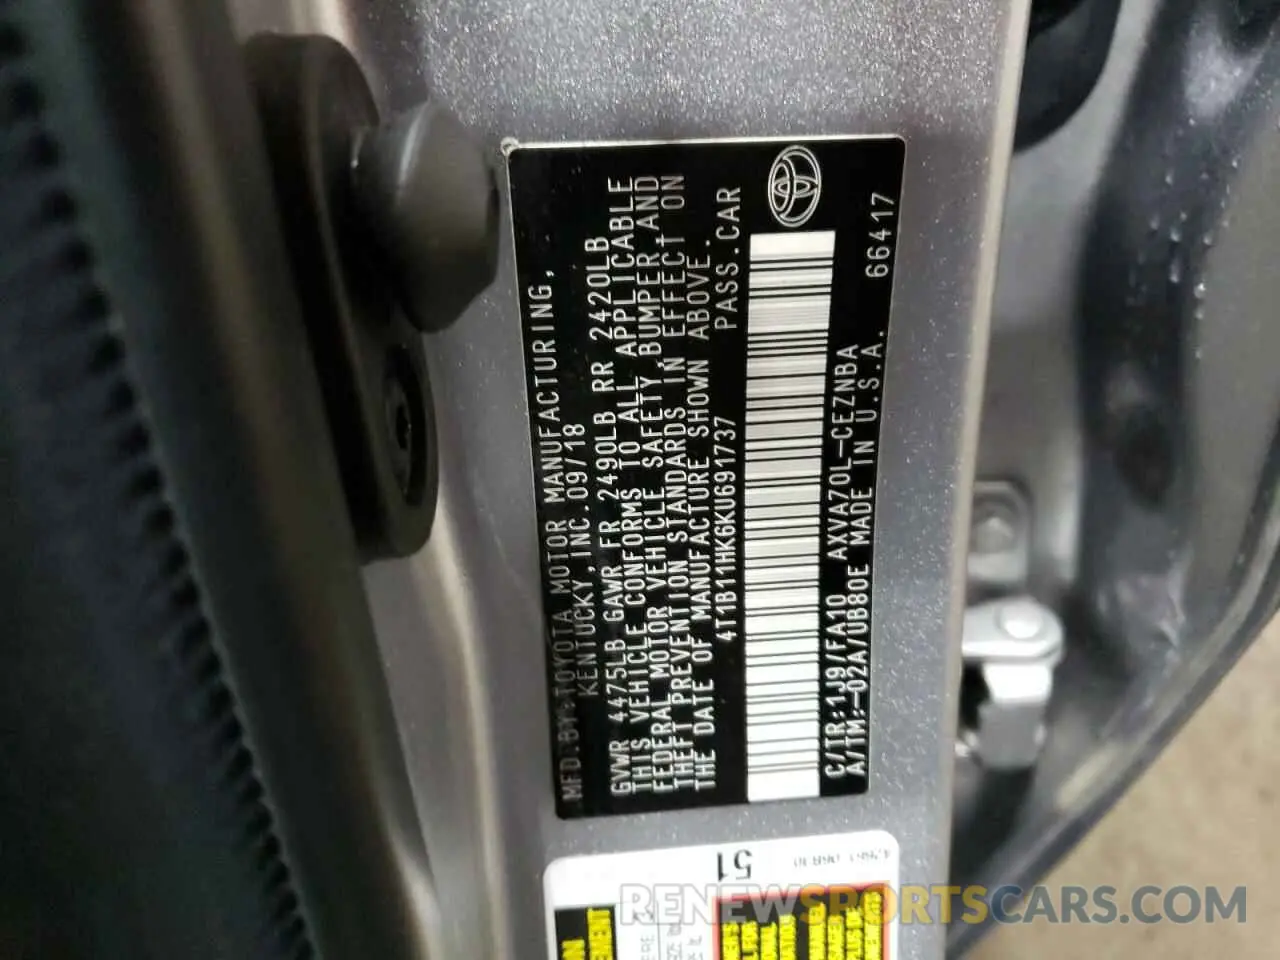 MFD.BY:TOYOTA MOTOR MANUFACTURING,
KENTUCKY,INC.09/18
GVWR 4475LB GAWR FR 2490LB RR 2420LB
THIS VEHICLE CONFORMS TO ALL APPLICABLE
FEDERAL MOTOR VEHICLE SAFETY,BUMPER,AND
THEFT PREVENTION STANDARDS IN EFFECT ON
THE DATE OF MANUFACTURE SHOWN ABOVE.
4T1B11HK6KU691737 PASS.CAR
C/TR:1J9/FA10 AXVA70L-CEZNBA
A/TM:-02A/UB80E MADE IN U.S.A. 66417
51
RENEWSPORTSCARS.COM